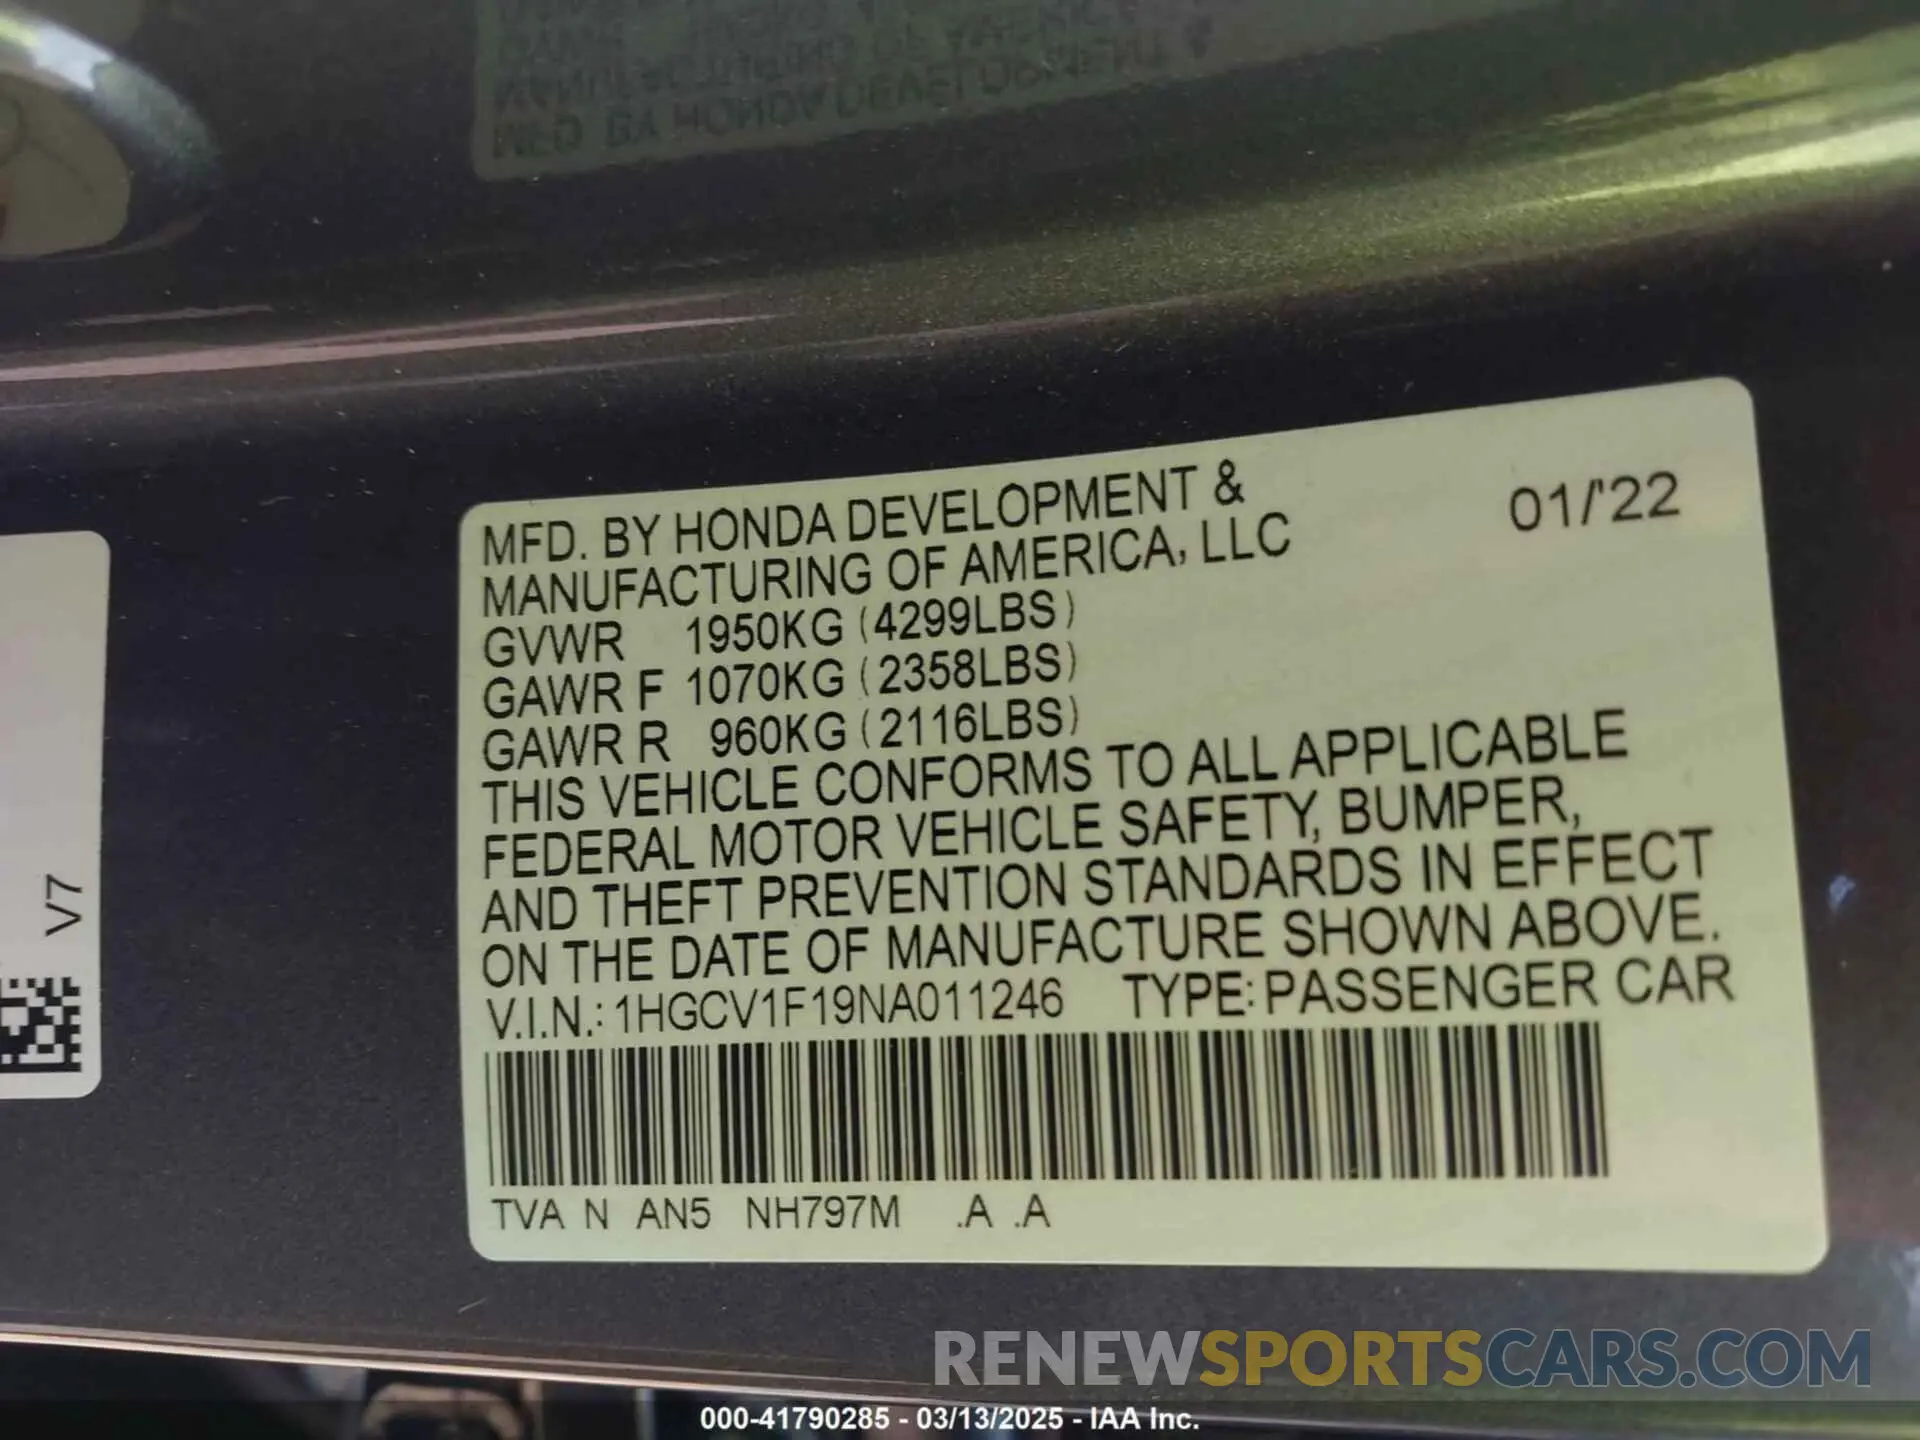 MFD. BY HONDA DEVELOPMENT &
MANUFACTURING OF AMERICA, LLC
01/'22
GVWR 1950KG (4299LBS)
GAWR F 1070KG (2358LBS)
GAWR R 960KG (2116LBS)
THIS VEHICLE CONFORMS TO ALL APPLICABLE
FEDERAL MOTOR VEHICLE SAFETY, BUMPER,
AND THEFT PREVENTION STANDARDS IN EFFECT
ON THE DATE OF MANUFACTURE SHOWN ABOVE.
V.I.N.: 1HGCV1F19NA011246 TYPE: PASSENGER CAR
TVA N AN5 NH797M .A .A
V7
RENEWSPORTSCARS.COM
000-41790285 - 03/13/2025 - IAA Inc.